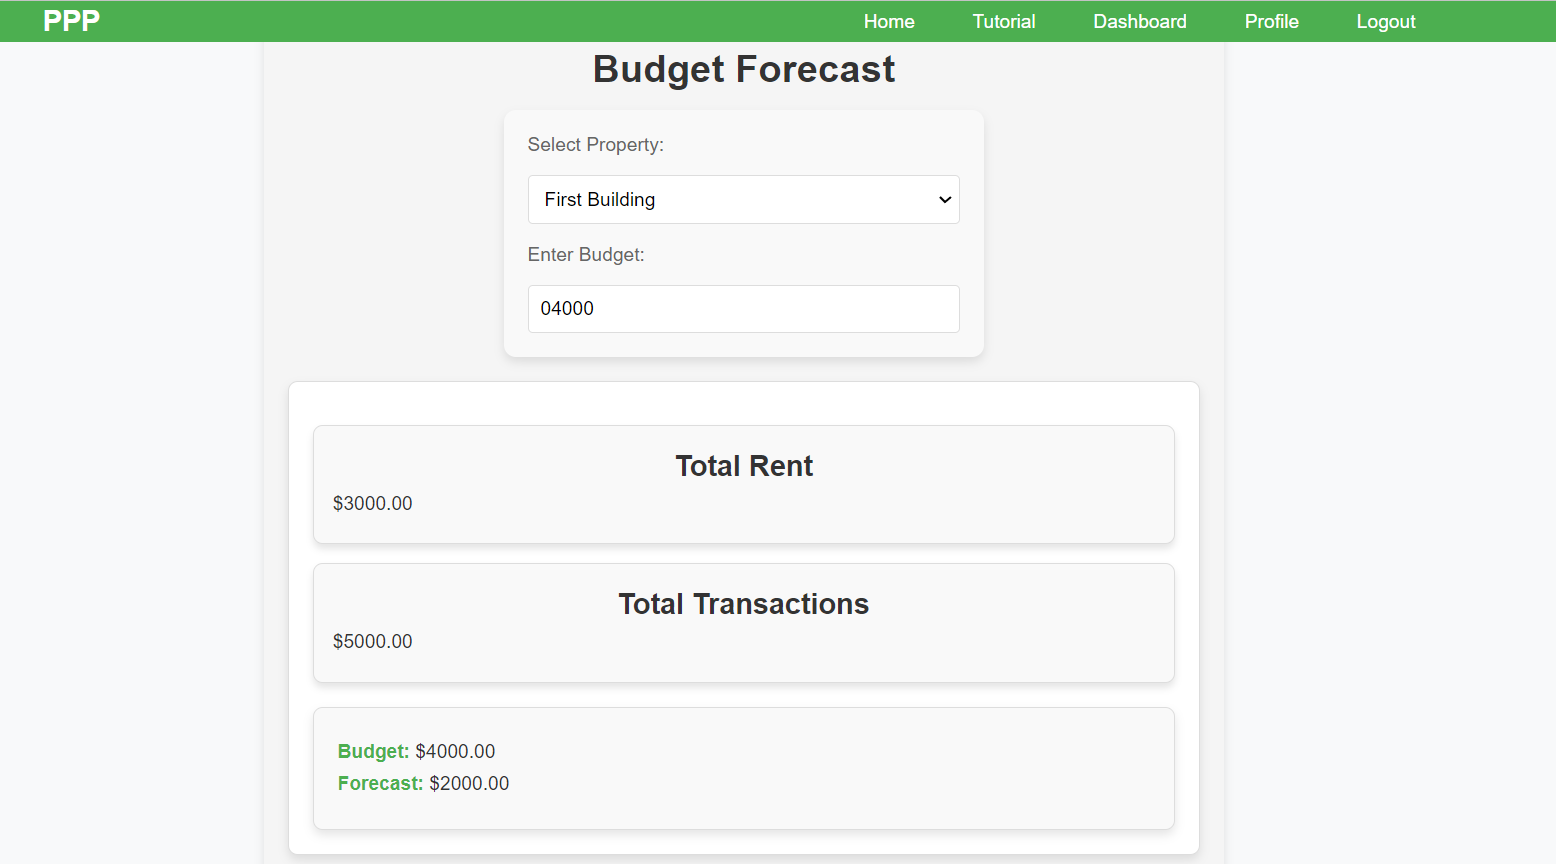 PPP Home Tutorial Dashboard Profile Logout
Budget Forecast
Select Property:
First Building
Enter Budget:
04000
Total Rent
$3000.00
Total Transactions
$5000.00
Budget: $4000.00
Forecast: $2000.00